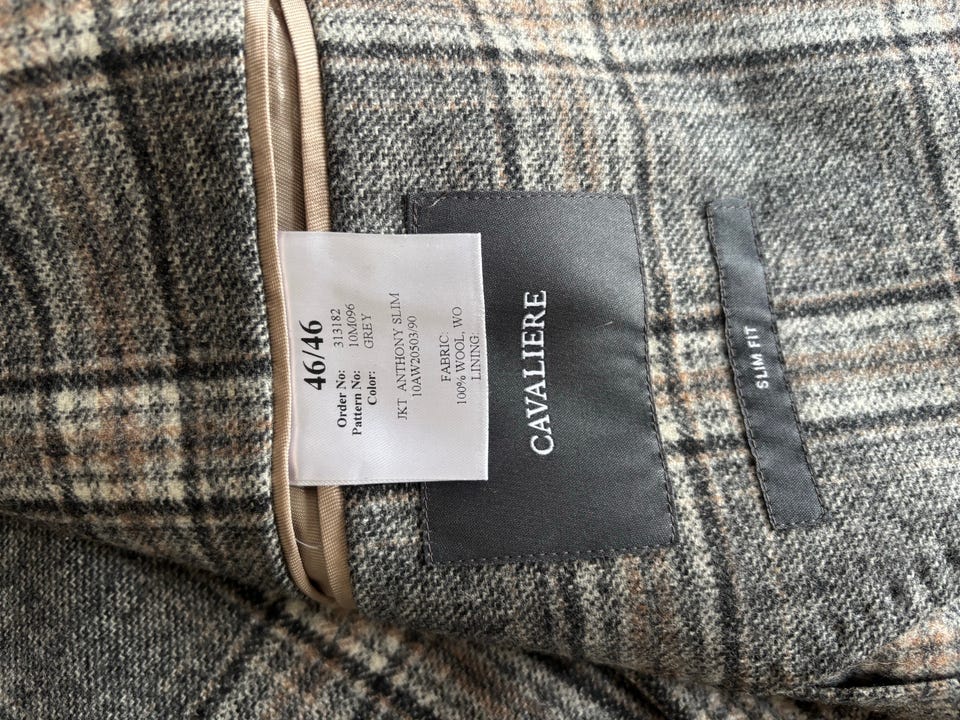 46/46
Order No: 313182
Pattern No: 10M096
Color: GREY
JKT ANTHONY SLIM
10AW20503/90
FABRIC:
100% WOOL, WO
LINING:
CAVALIERE
SLIM FIT